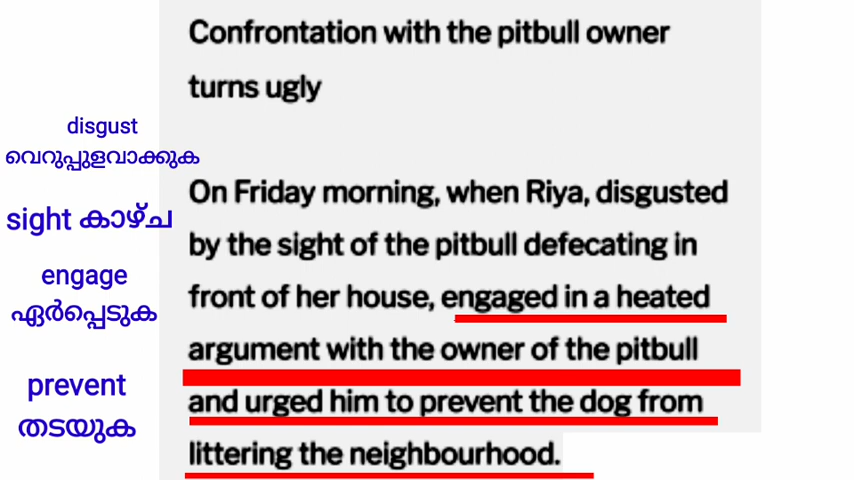 Confrontation with the pitbull owner
turns ugly
disgust
വെറുപ്പുളവാക്കുക
sight കാഴ്ച
engage
ഏർപ്പെടുക
prevent
തടയുക
On Friday morning, when Riya, disgusted
by the sight of the pitbull defecating in
front of her house, engaged in a heated
argument with the owner of the pitbull
and urged him to prevent the dog from
littering the neighbourhood.